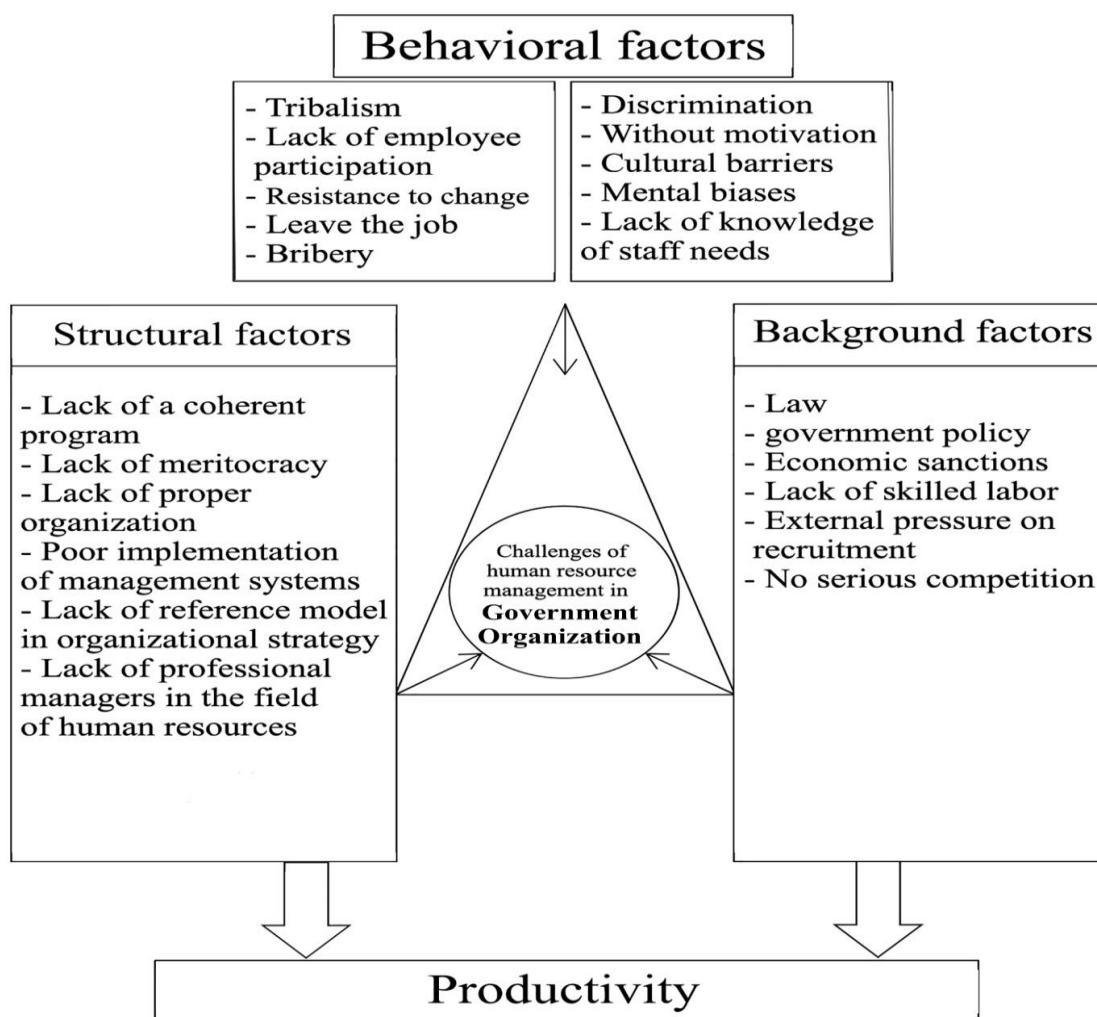 Behavioral factors
- Tribalism
- Lack of employee
participation
- Resistance to change
- Leave the job
- Bribery
- Discrimination
- Without motivation
- Cultural barriers
- Mental biases
- Lack of knowledge
of staff needs
Structural factors
- Lack of a coherent
program
- Lack of meritocracy
- Lack of proper
organization
- Poor implementation
of management systems
- Lack of reference model
in organizational strategy
- Lack of professional
managers in the field
of human resources
Challenges of
human resource
management in
Government
Organization
Background factors
- Law
- government policy
- Economic sanctions
- Lack of skilled labor
- External pressure on
recruitment
- No serious competition
Productivity